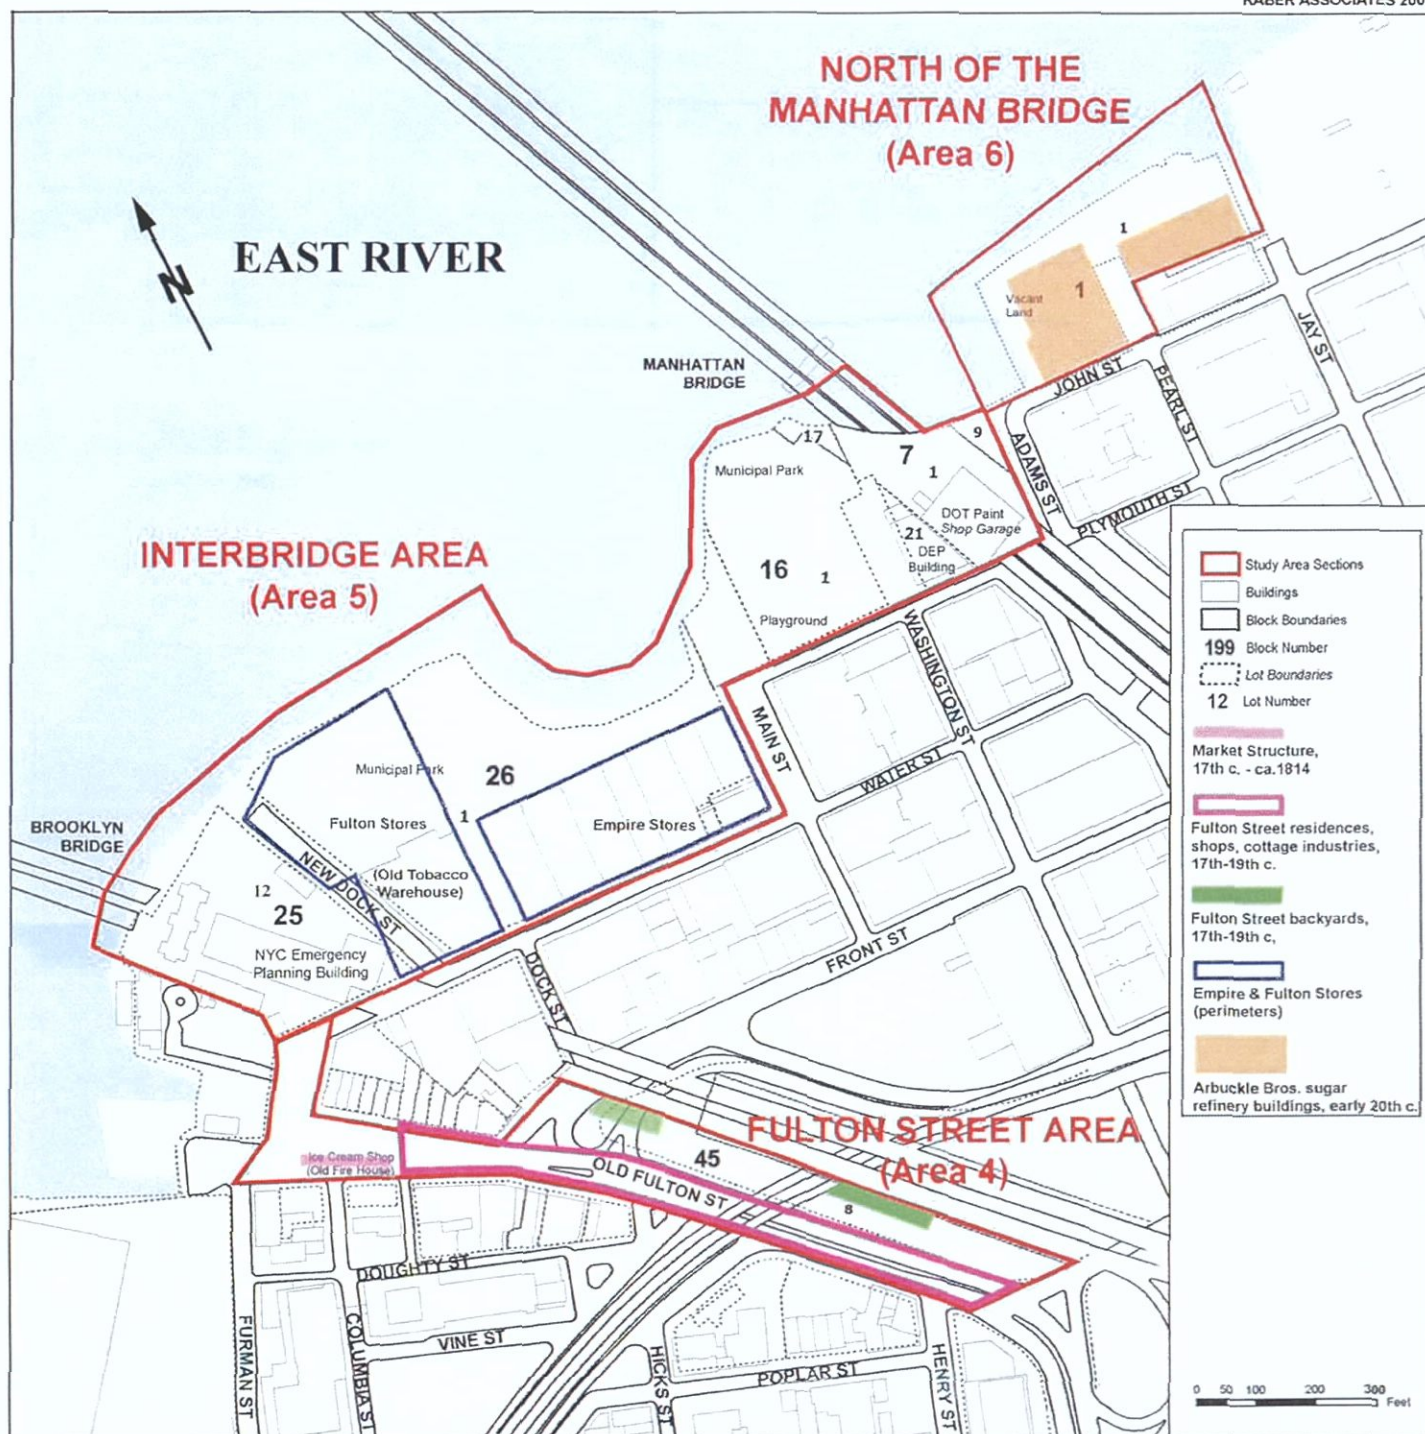 RABER ASSOCIATES
NORTH OF THE
MANHATTAN BRIDGE
(Area 6)
EAST RIVER
N
1
Vacant
Land
1
JAY ST
JOHN ST
PEARL ST
MANHATTAN
BRIDGE
ADAMS ST
PLYMOUTH ST
17
9
7
1
Municipal Park
DOT Paint
Shop Garage
21
DEP
Building
16
1
Playground
INTERBRIDGE AREA
(Area 5)
WASHINGTON ST
MAIN ST
WATER ST
Municipal Park
26
1
Fulton Stores
Empire Stores
BROOKLYN
BRIDGE
NEW DOCK ST
(Old Tobacco
Warehouse)
12
25
NYC Emergency
Planning Building
DOCK ST
FRONT ST
FULTON STREET AREA
(Area 4)
45
8
Ice Cream Shop
(Old Fire House)
OLD FULTON ST
DOUGHTY ST
VINE ST
FURMAN ST
COLUMBIA ST
HICKS ST
POPLAR ST
HENRY ST
Study Area Sections
Buildings
Block Boundaries
199 Block Number
Lot Boundaries
12 Lot Number
Market Structure,
17th c. - ca.1814
Fulton Street residences,
shops, cottage industries,
17th-19th c.
Fulton Street backyards,
17th-19th c,
Empire & Fulton Stores
(perimeters)
Arbuckle Bros. sugar
refinery buildings, early 20th c.
0 50 100 200 300
Feet